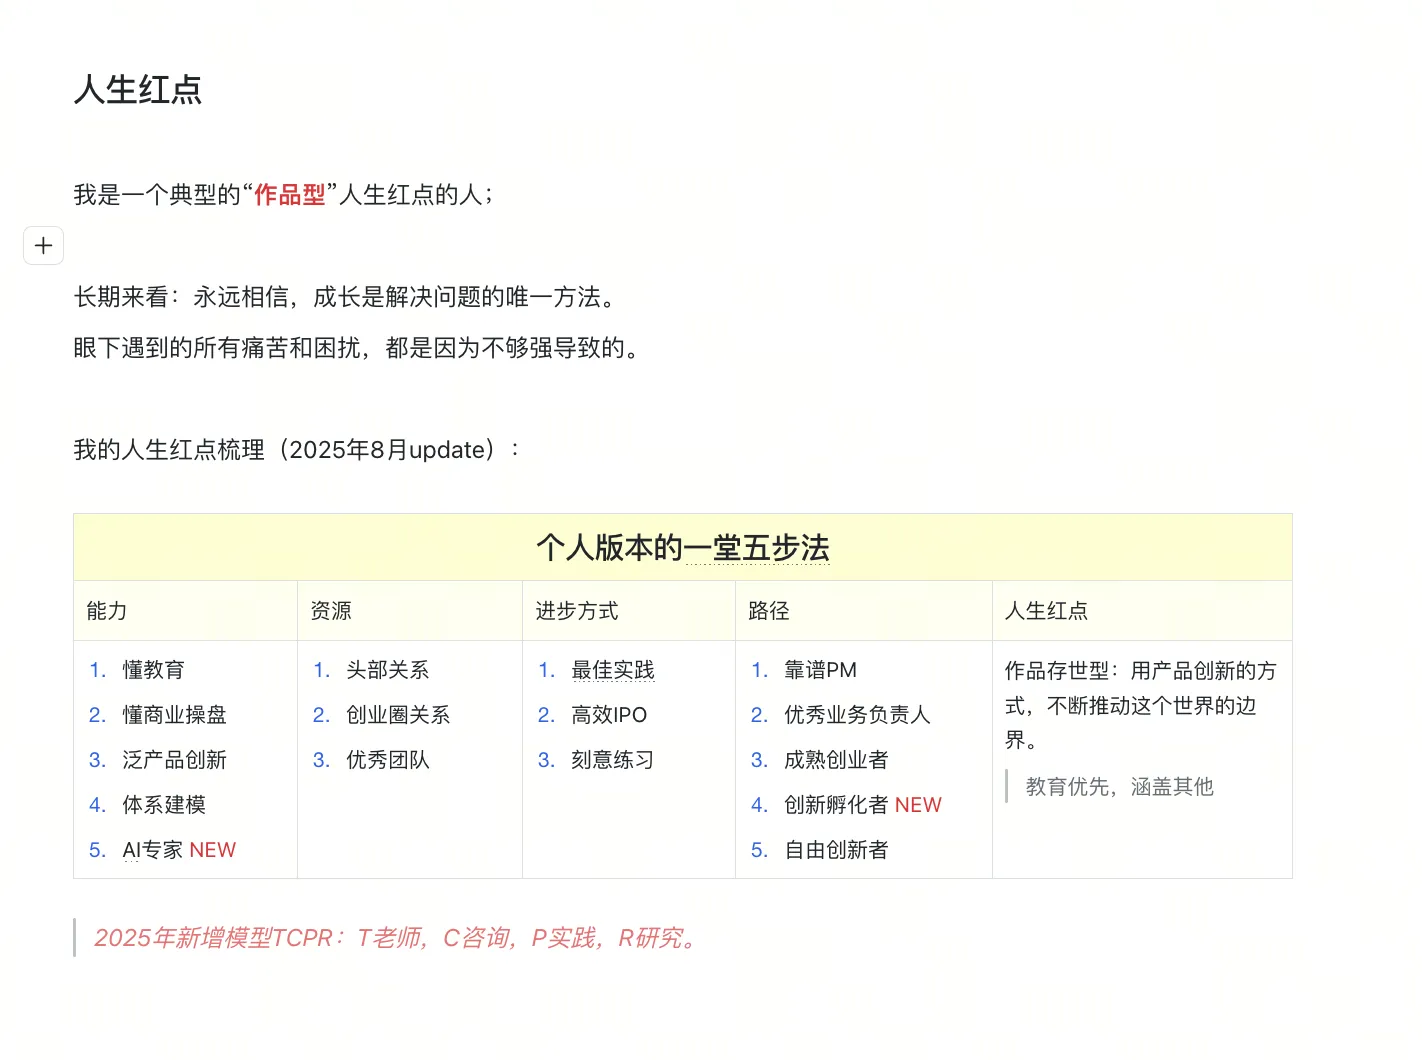 人生红点
我是一个典型的“作品型”人生红点的人；
长期来看：永远相信，成长是解决问题的唯一方法。
眼下遇到的所有痛苦和困扰，都是因为不够强导致的。
我的人生红点梳理（2025年8月update）：
个人版本的一堂五步法
能力
资源
进步方式
路径
人生红点
1. 懂教育
2. 懂商业操盘
3. 泛产品创新
4. 体系建模
5. AI专家 NEW
1. 头部关系
2. 创业圈关系
3. 优秀团队
1. 最佳实践
2. 高效IPO
3. 刻意练习
1. 靠谱PM
2. 优秀业务负责人
3. 成熟创业者
4. 创新孵化者 NEW
5. 自由创新者
作品存世型：用产品创新的方
式，不断推动这个世界的边
界。
教育优先，涵盖其他
2025年新增模型TCPR：T老师，C咨询，P实践，R研究。